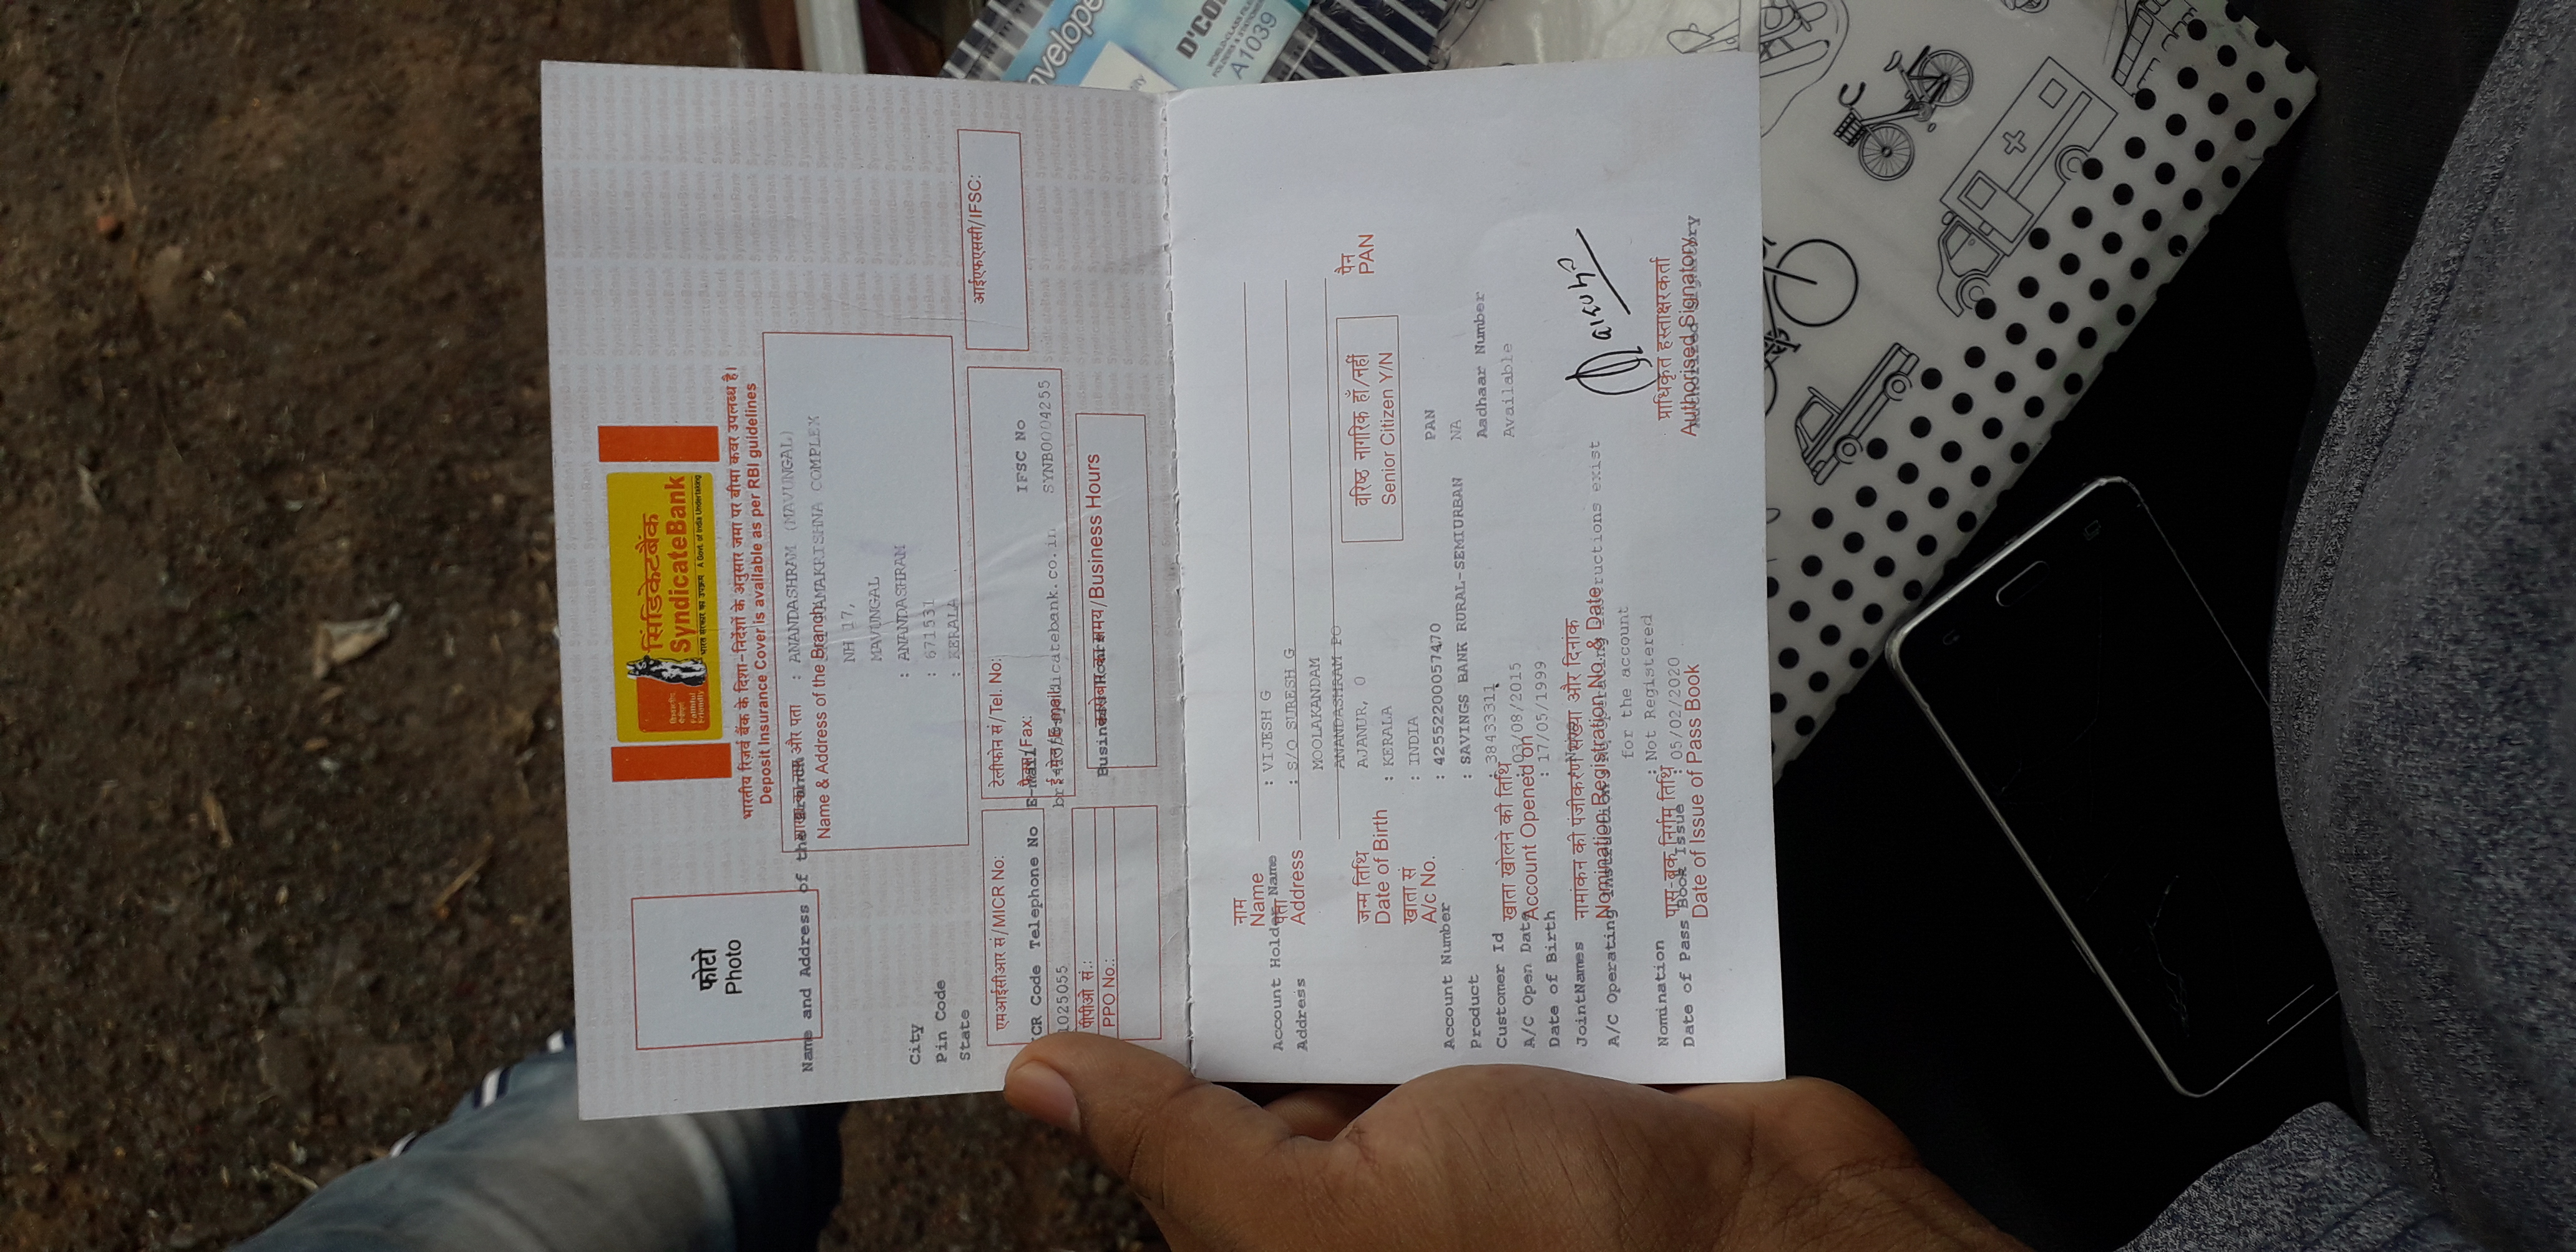 फोटो
Photo
विश्वसनीय
Faithful
Friendly
सिंडिकेटबैंक
SyndicateBank
भारत सरकार का उपक्रम A Govt. of India Undertaking
भारतीय रिज़र्व बैंक के दिशा-निर्देशों के अनुसार जमा पर बीमा कवर उपलब्ध है।
Deposit Insurance Cover is available as per RBI guidelines
Name and Address of the Branch
शाखा का नाम और पता : ANANDASHRAM (MAVUNGAL)
Name & Address of the Branch RAMAKRISHNA COMPLEX
NH 17,
MAVUNGAL
City : ANANDASHRAM
Pin Code : 671531
State : KERALA
एमआईसीआर सं/MICR No:
टेलीफोन सं/Tel. No:
आईएफएससी/IFSC:
CR Code Telephone No E-mail
फैक्स/Fax:
IFSC No
1025055
ई-मेल/E-mail:
syndicatebank.co.in
SYNB0004255
पीपीओ सं.:
PPO No.:
Business Hours
कारोबार का समय/Business Hours
नाम
Name
Account Holder Name : VIJESH G
पता
Address
Address : S/O SURESH G
MOOLAKANDAM
ANANDASHRAM PO
जन्म तिथि
Date of Birth
AJANUR, 0
: KERALA
वरिष्ठ नागरिक हाँ/नहीं
Senior Citizen Y/N
पैन
PAN
खाता सं
A/c No.
: INDIA
Account Number : 42552200057470
PAN
Product : SAVINGS BANK RURAL-SEMIURBAN
NA
Customer Id : 38433311
Aadhaar Number
खाता खोलने की तिथि
Account Opened on
A/C Open Date : 03/08/2015
Available
Date of Birth : 17/05/1999
JointNames
नामांकन की पंजीकरण संख्या और दिनांक
Nomination Registration No. & Date
A/C Operating Instructions exist
for the account
Nomination : Not Registered
पास-बुक निर्गम तिथि
Date of Pass Book Issue : 05/02/2020
Date of Issue of Pass Book
प्राधिकृत हस्ताक्षरकर्ता
Authorised Signatory
Authorized Signatory
D'CO
A1039